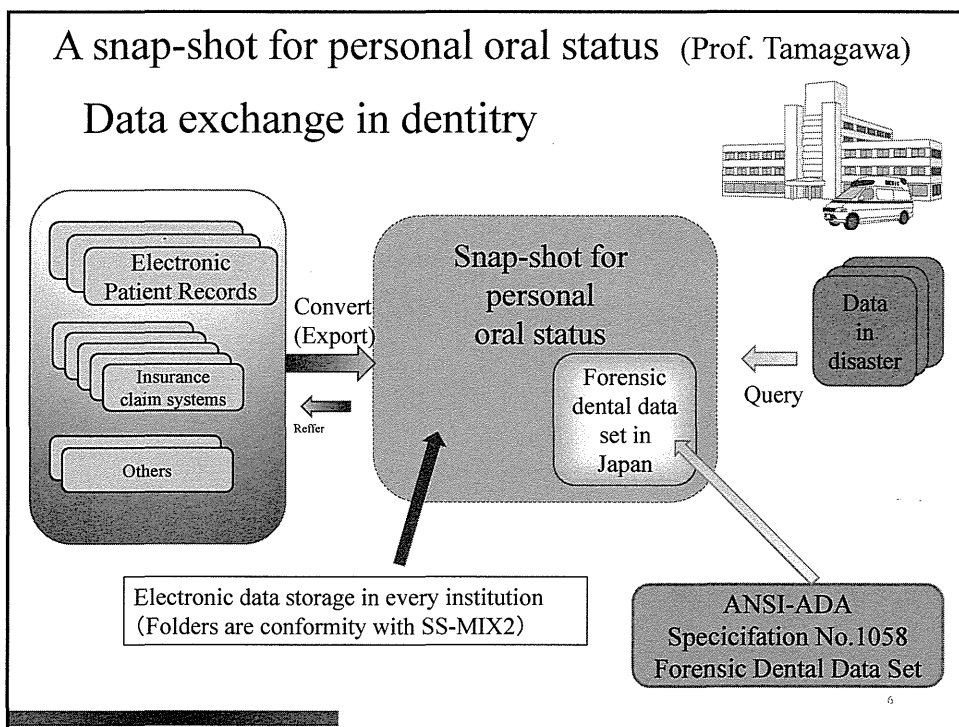 A snap-shot for personal oral status (Prof. Tamagawa)
Data exchange in dentitry
Electronic
Patient Records
Insurance
claim systems
Others
Convert
(Export)
Reffer
Snap-shot for
personal
oral status
Forensic
dental data
set in
Japan
Query
Data
in
disaster
Electronic data storage in every institution
(Folders are conformity with SS-MIX2)
ANSI-ADA
Specicifation No.1058
Forensic Dental Data Set
6